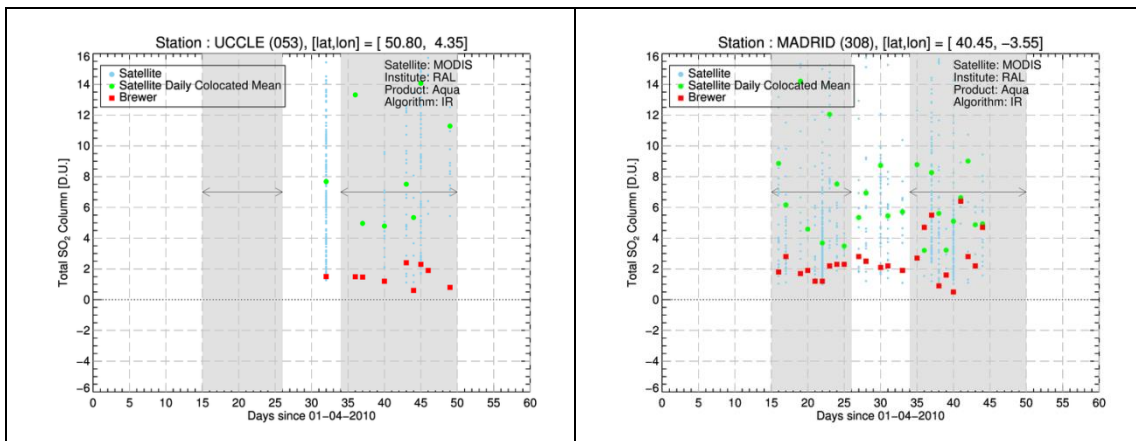 Station : UCCLE (053), [lat,lon] = [ 50.80, 4.35]
16
14
12
10
8
6
4
2
0
−2
−4
−6
Total SO2 Column [D.U.]
Satellite
Satellite Daily Colocated Mean
Brewer
Satellite: MODIS
Institute: RAL
Product: Aqua
Algorithm: IR
0 5 10 15 20 25 30 35 40 45 50 55 60
Days since 01−04−2010
Station : MADRID (308), [lat,lon] = [ 40.45, −3.55]
16
14
12
10
8
6
4
2
0
−2
−4
−6
Total SO2 Column [D.U.]
Satellite
Satellite Daily Colocated Mean
Brewer
Satellite: MODIS
Institute: RAL
Product: Aqua
Algorithm: IR
0 5 10 15 20 25 30 35 40 45 50 55 60
Days since 01−04−2010